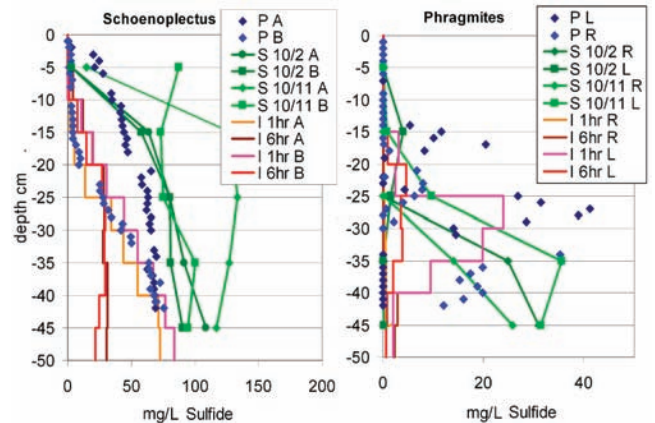 Schoenoplectus
0
-5
-10
-15
-20
-25
-30
-35
-40
-45
-50
depth cm
0
50
100
150
200
mg/L Sulfide
P A
P B
S 10/2 A
S 10/2 B
S 10/11 A
S 10/11 B
I 1hr A
I 6hr A
I 1hr B
I 6hr B
Phragmites
0
-5
-10
-15
-20
-25
-30
-35
-40
-45
-50
0
20
40
mg/L Sulfide
P L
P R
S 10/2 R
S 10/2 L
S 10/11 R
S 10/11 L
I 1hr R
I 6hr R
I 1hr L
I 6hr L